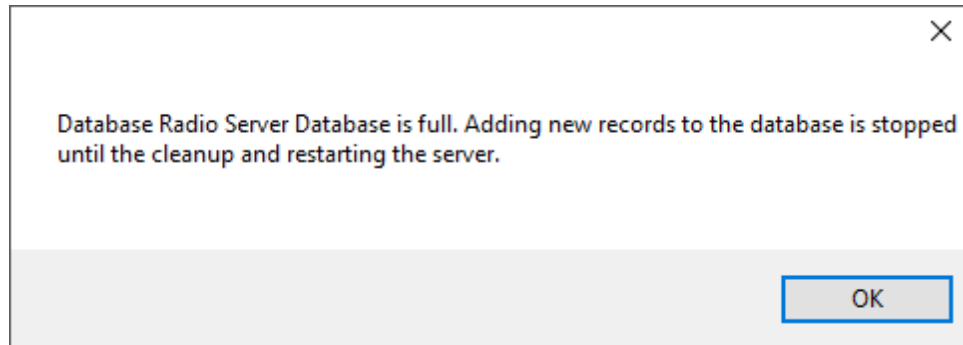 Database Radio Server Database is full. Adding new records to the database is stopped
until the cleanup and restarting the server.
OK